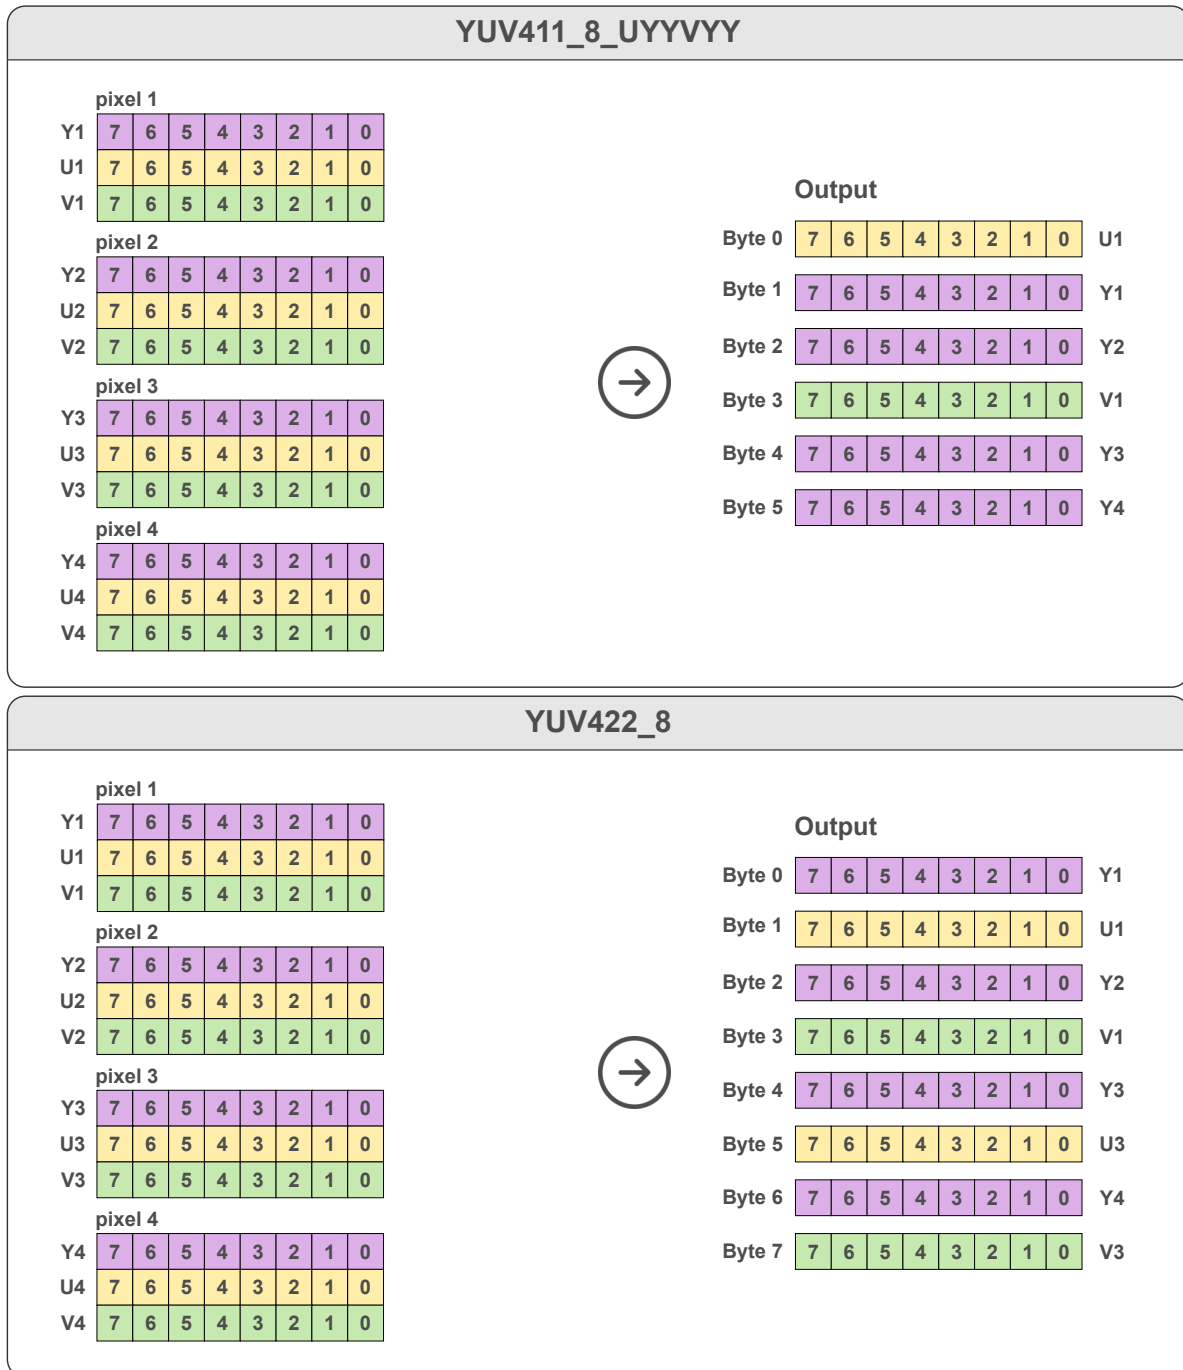 YUV411_8_UYYVYY
pixel 1
Y1 7 6 5 4 3 2 1 0
U1 7 6 5 4 3 2 1 0
V1 7 6 5 4 3 2 1 0
pixel 2
Y2 7 6 5 4 3 2 1 0
U2 7 6 5 4 3 2 1 0
V2 7 6 5 4 3 2 1 0
pixel 3
Y3 7 6 5 4 3 2 1 0
U3 7 6 5 4 3 2 1 0
V3 7 6 5 4 3 2 1 0
pixel 4
Y4 7 6 5 4 3 2 1 0
U4 7 6 5 4 3 2 1 0
V4 7 6 5 4 3 2 1 0
Output
Byte 0 7 6 5 4 3 2 1 0 U1
Byte 1 7 6 5 4 3 2 1 0 Y1
Byte 2 7 6 5 4 3 2 1 0 Y2
Byte 3 7 6 5 4 3 2 1 0 V1
Byte 4 7 6 5 4 3 2 1 0 Y3
Byte 5 7 6 5 4 3 2 1 0 Y4
YUV422_8
pixel 1
Y1 7 6 5 4 3 2 1 0
U1 7 6 5 4 3 2 1 0
V1 7 6 5 4 3 2 1 0
pixel 2
Y2 7 6 5 4 3 2 1 0
U2 7 6 5 4 3 2 1 0
V2 7 6 5 4 3 2 1 0
pixel 3
Y3 7 6 5 4 3 2 1 0
U3 7 6 5 4 3 2 1 0
V3 7 6 5 4 3 2 1 0
pixel 4
Y4 7 6 5 4 3 2 1 0
U4 7 6 5 4 3 2 1 0
V4 7 6 5 4 3 2 1 0
Output
Byte 0 7 6 5 4 3 2 1 0 Y1
Byte 1 7 6 5 4 3 2 1 0 U1
Byte 2 7 6 5 4 3 2 1 0 Y2
Byte 3 7 6 5 4 3 2 1 0 V1
Byte 4 7 6 5 4 3 2 1 0 Y3
Byte 5 7 6 5 4 3 2 1 0 U3
Byte 6 7 6 5 4 3 2 1 0 Y4
Byte 7 7 6 5 4 3 2 1 0 V3